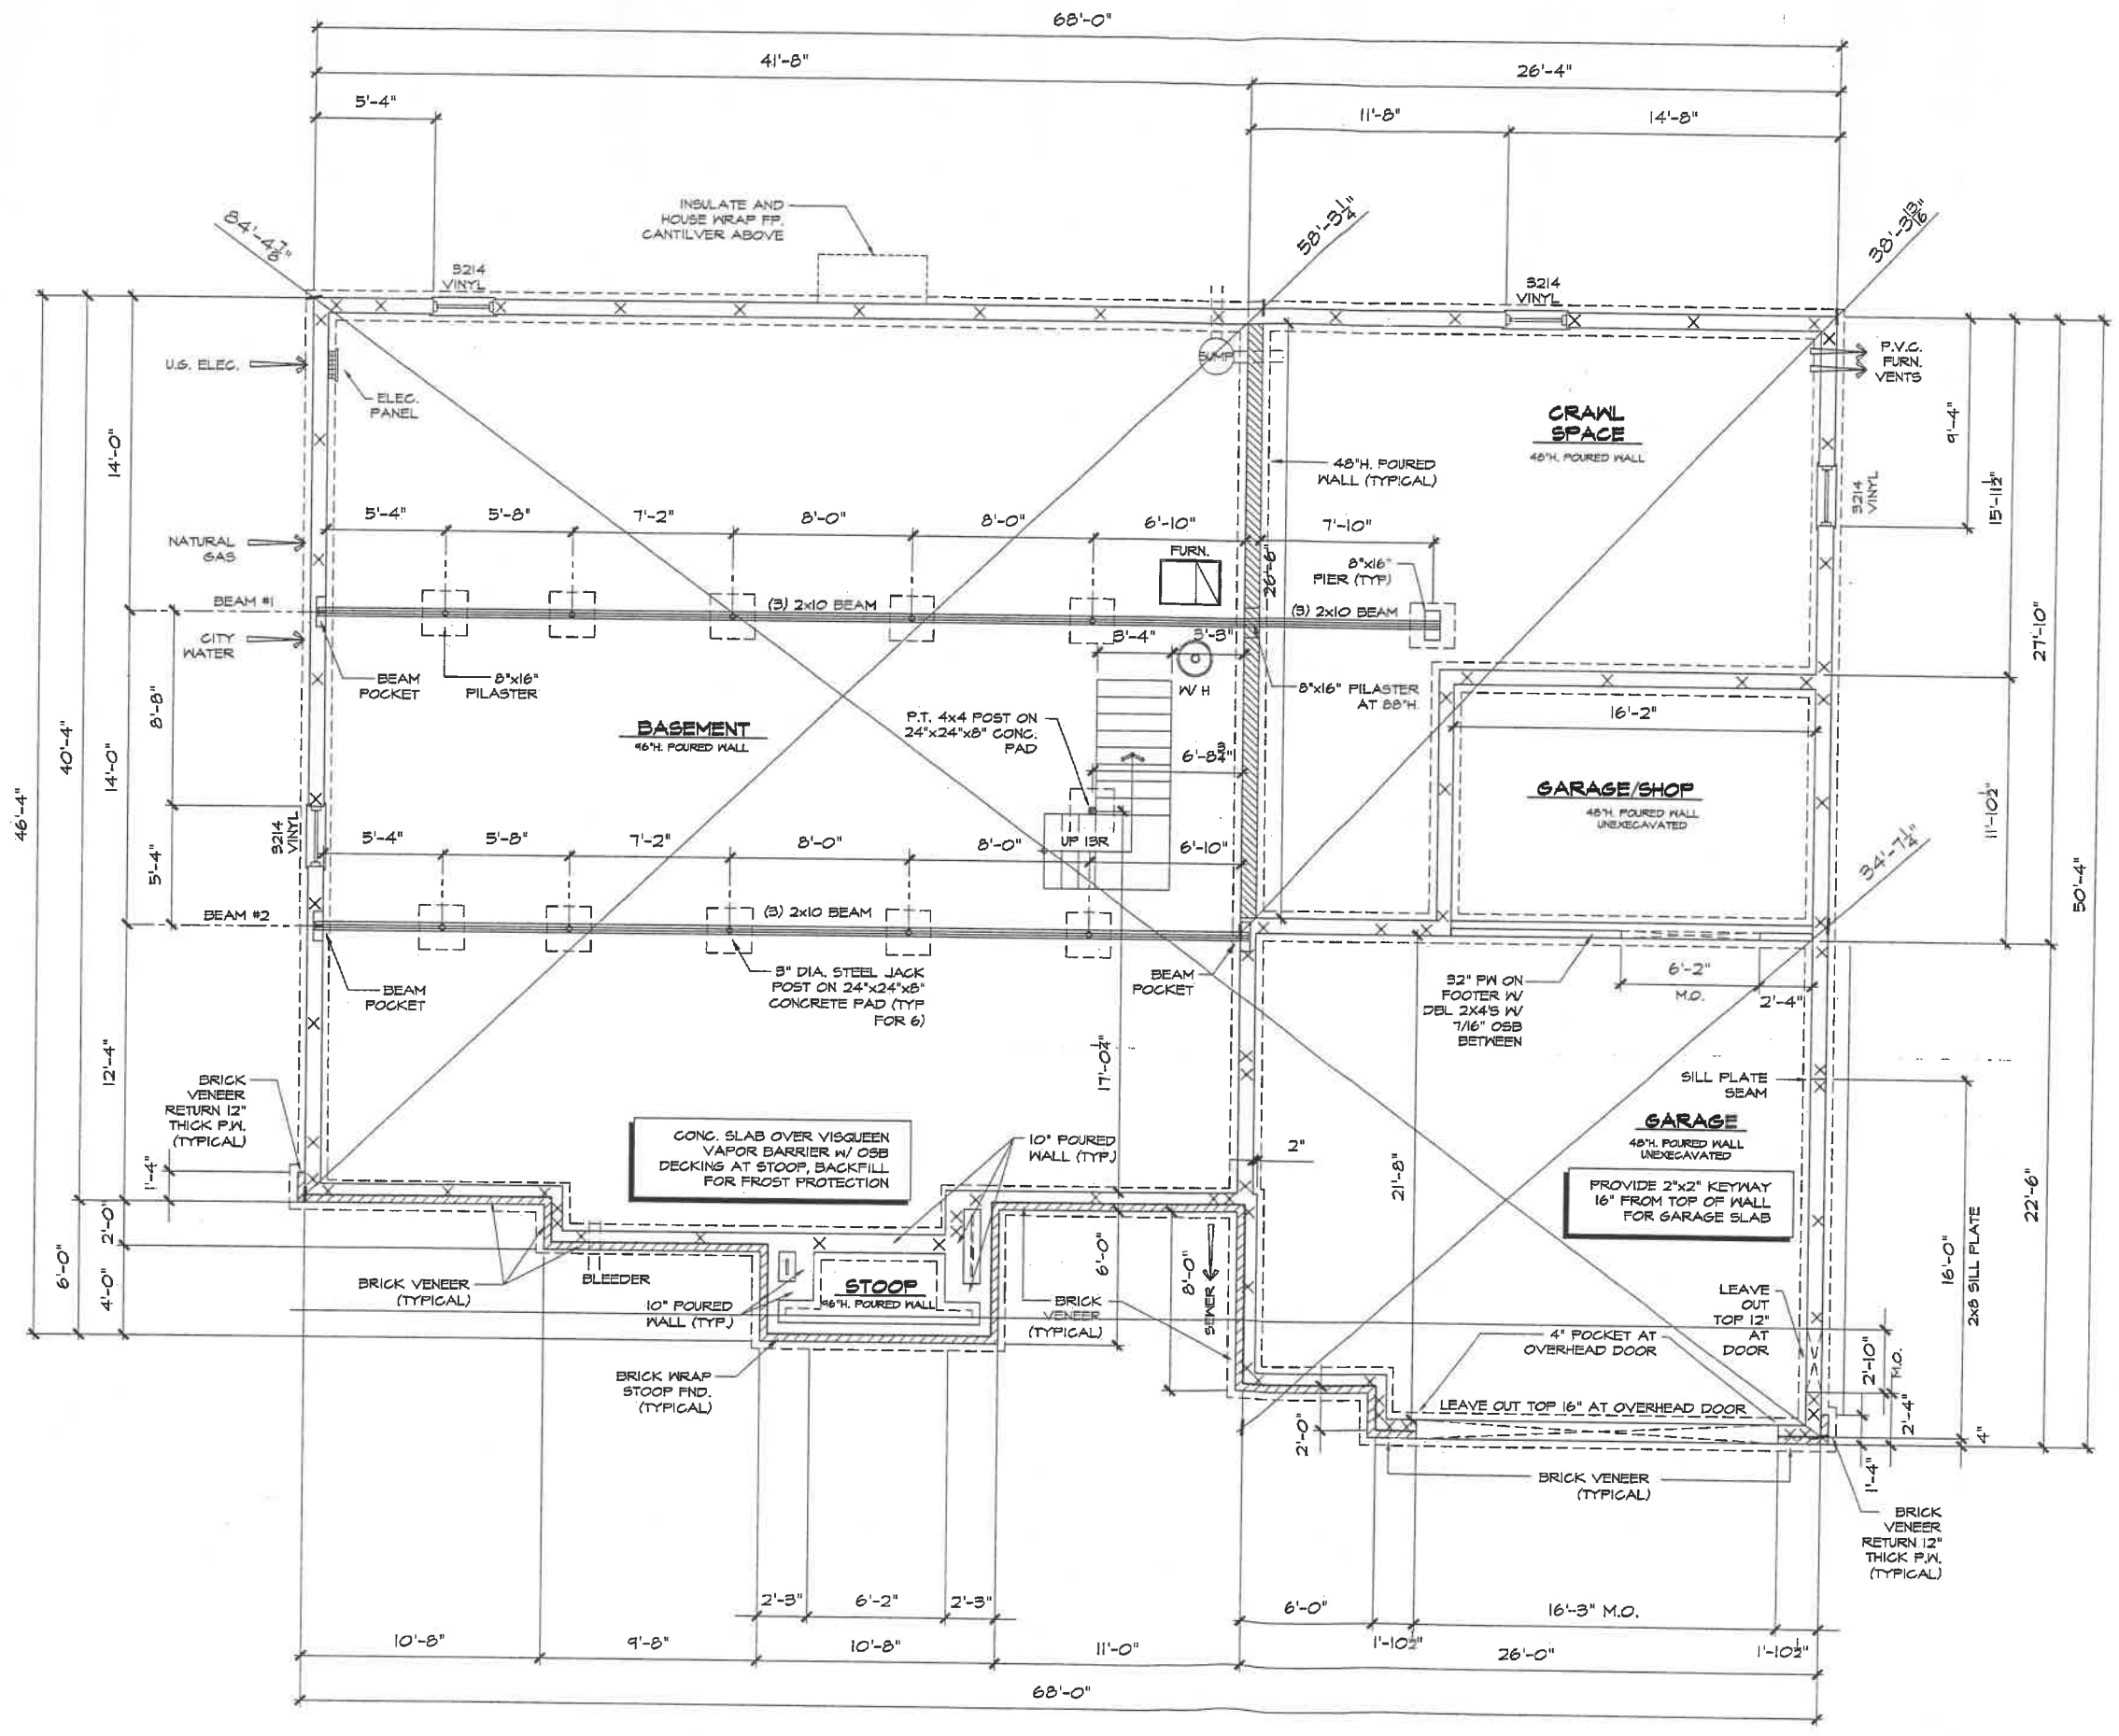 68'-0"
41'-8"
26'-4"
5'-4"
11'-8"
14'-8"
INSULATE AND
HOUSE WRAP FP.
CANTILVER ABOVE
84'-4 7/8"
58'-3 1/4"
38'-3 13/16"
3214
VINYL
3214
VINYL
U.G. ELEC.
ELEC.
PANEL
SUMP
P.V.C.
FURN.
VENTS
CRAWL
SPACE
48"H. POURED WALL
48"H. POURED
WALL (TYPICAL)
9'-4"
3214
VINYL
15'-11 1/2"
14'-0"
NATURAL
GAS
5'-4"
5'-8"
7'-2"
8'-0"
8'-0"
6'-10"
7'-10"
FURN.
26'-8"
8"x16"
PIER (TYP)
BEAM #1
(3) 2x10 BEAM
(3) 2x10 BEAM
CITY
WATER
3'-4"
3'-3"
27'-10"
BEAM
POCKET
8"x16"
PILASTER
W/H
8"x16" PILASTER
AT 88"H.
8'-8"
40'-4"
14'-0"
46'-4"
BASEMENT
96"H. POURED WALL
P.T. 4x4 POST ON
24"x24"x8" CONC.
PAD
6'-8 3/4"
16'-2"
GARAGE/SHOP
48"H. POURED WALL
UNEXECAVATED
11'-10 1/2"
50'-4"
3214
VINYL
5'-4"
5'-4"
5'-8"
7'-2"
8'-0"
8'-0"
UP 13R
6'-10"
34'-7 1/4"
BEAM #2
(3) 2x10 BEAM
BEAM
POCKET
3" DIA. STEEL JACK
POST ON 24"x24"x8"
CONCRETE PAD (TYP
FOR 6)
BEAM
POCKET
32" PW ON
FOOTER W/
DBL 2X4'S W/
7/16" OSB
BETWEEN
6'-2"
M.O.
2'-4"
12'-4"
17'-0 1/4"
BRICK
VENEER
RETURN 12"
THICK P.W.
(TYPICAL)
SILL PLATE
SEAM
GARAGE
48"H. POURED WALL
UNEXECAVATED
CONC. SLAB OVER VISQUEEN
VAPOR BARRIER W/ OSB
DECKING AT STOOP, BACKFILL
FOR FROST PROTECTION
10" POURED
WALL (TYP.)
2"
21'-8"
PROVIDE 2"x2" KEYWAY
16" FROM TOP OF WALL
FOR GARAGE SLAB
22'-6"
16'-0"
2x8 SILL PLATE
1'-4"
2'-0"
6'-0"
4'-0"
BRICK VENEER
(TYPICAL)
BLEEDER
STOOP
96"H. POURED WALL
10" POURED
WALL (TYP.)
6'-0"
BRICK
VENEER
(TYPICAL)
8'-0"
SEWER
4" POCKET AT
OVERHEAD DOOR
LEAVE
OUT
TOP 12"
AT
DOOR
2'-10"
M.O.
BRICK WRAP
STOOP FND.
(TYPICAL)
LEAVE OUT TOP 16" AT OVERHEAD DOOR
2'-0"
2'-4"
4"
1'-4"
BRICK VENEER
(TYPICAL)
BRICK
VENEER
RETURN 12"
THICK P.W.
(TYPICAL)
2'-3"
6'-2"
2'-3"
6'-0"
16'-3" M.O.
10'-8"
9'-8"
10'-8"
11'-0"
1'-10 1/2"
26'-0"
1'-10 1/2"
68'-0"